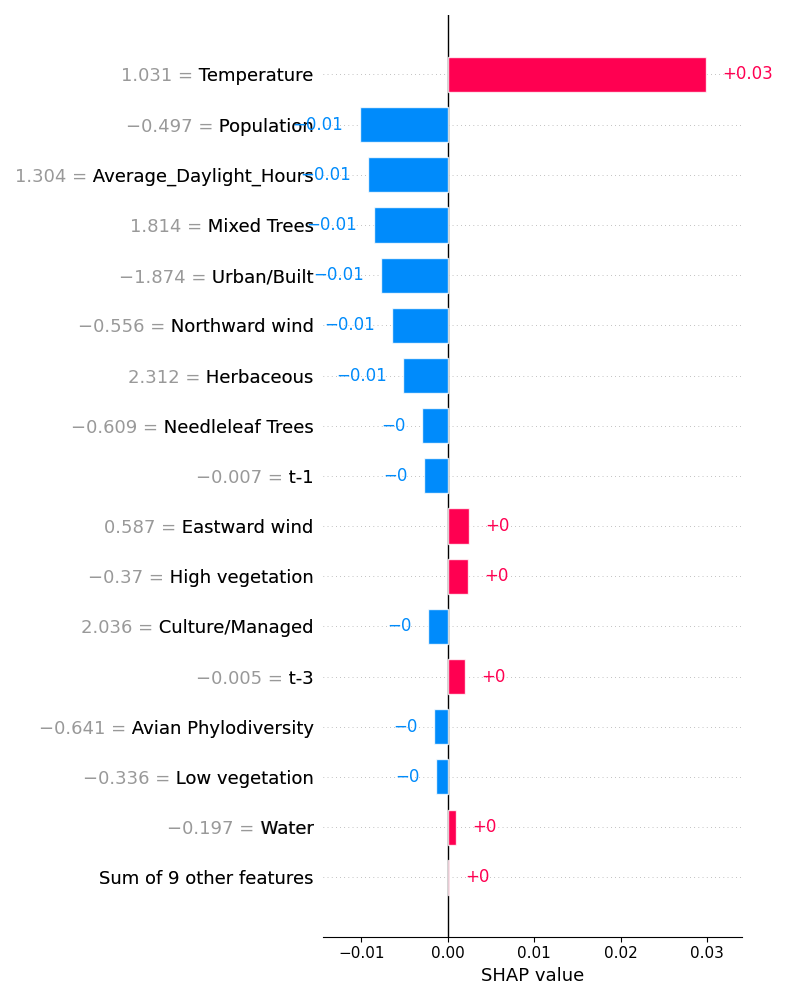 1.031 = Temperature +0.03
−0.497 = Population −0.01
1.304 = Average_Daylight_Hours −0.01
1.814 = Mixed Trees −0.01
−1.874 = Urban/Built −0.01
−0.556 = Northward wind −0.01
2.312 = Herbaceous −0.01
−0.609 = Needleleaf Trees −0
−0.007 = t-1 −0
0.587 = Eastward wind +0
−0.37 = High vegetation +0
2.036 = Culture/Managed −0
−0.005 = t-3 +0
−0.641 = Avian Phylodiversity −0
−0.336 = Low vegetation −0
−0.197 = Water +0
Sum of 9 other features +0
−0.01 0.00 0.01 0.02 0.03
SHAP value